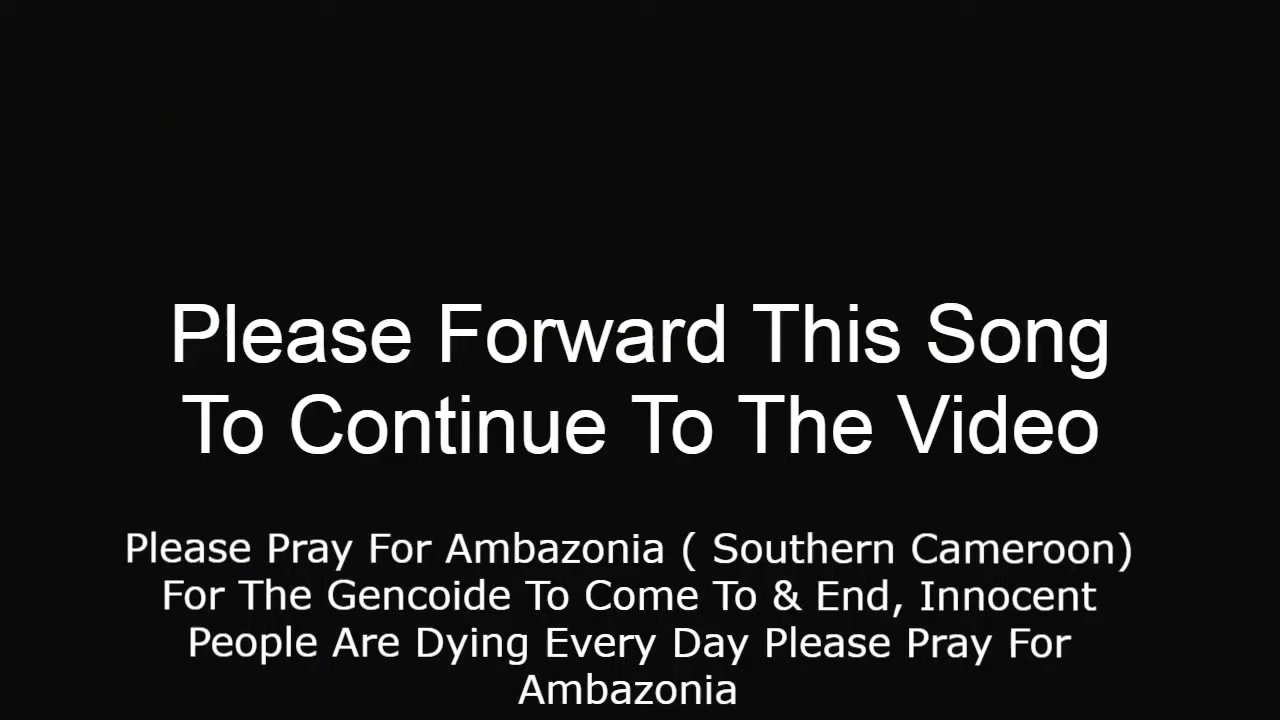 Please Forward This Song
To Continue To The Video
Please Pray For Ambazonia ( Southern Cameroon)
For The Gencoide To Come To & End, Innocent
People Are Dying Every Day Please Pray For
Ambazonia